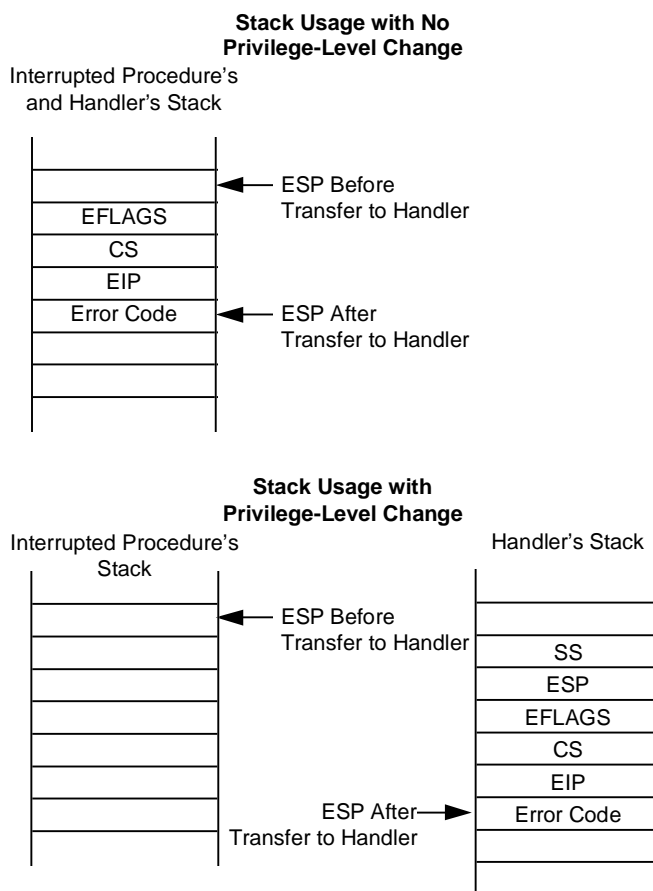 Stack Usage with No
Privilege-Level Change
Interrupted Procedure's
and Handler's Stack
ESP Before
Transfer to Handler
EFLAGS
CS
EIP
Error Code
ESP After
Transfer to Handler
Stack Usage with
Privilege-Level Change
Interrupted Procedure's
Stack
Handler's Stack
ESP Before
Transfer to Handler
SS
ESP
EFLAGS
CS
EIP
Error Code
ESP After
Transfer to Handler